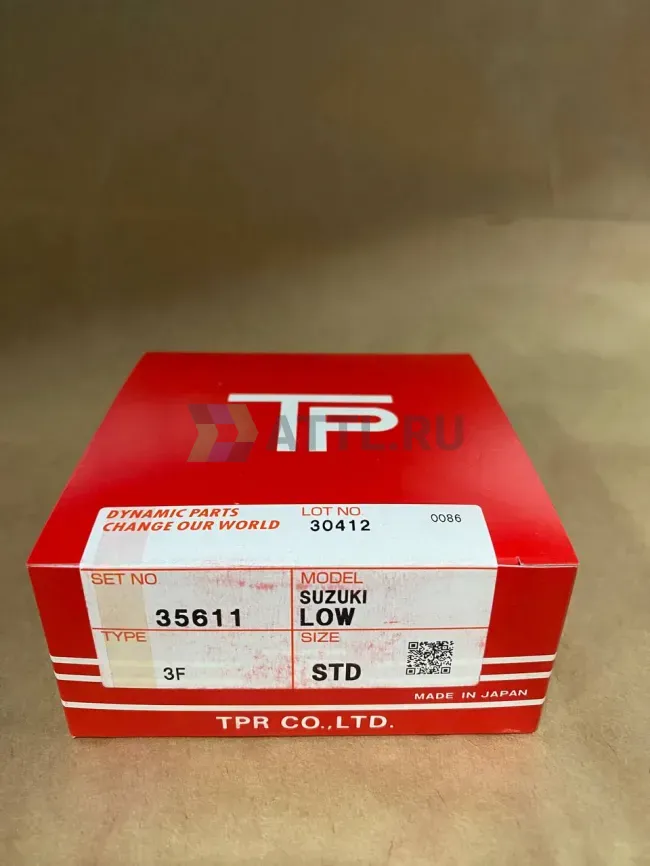 TP
ATTL.RU
DYNAMIC PARTS
CHANGE OUR WORLD
LOT NO.
30412
0086
SET NO
35611
MODEL
SUZUKI
LOW
TYPE
3F
SIZE
STD
MADE IN JAPAN
TPR CO.,LTD.